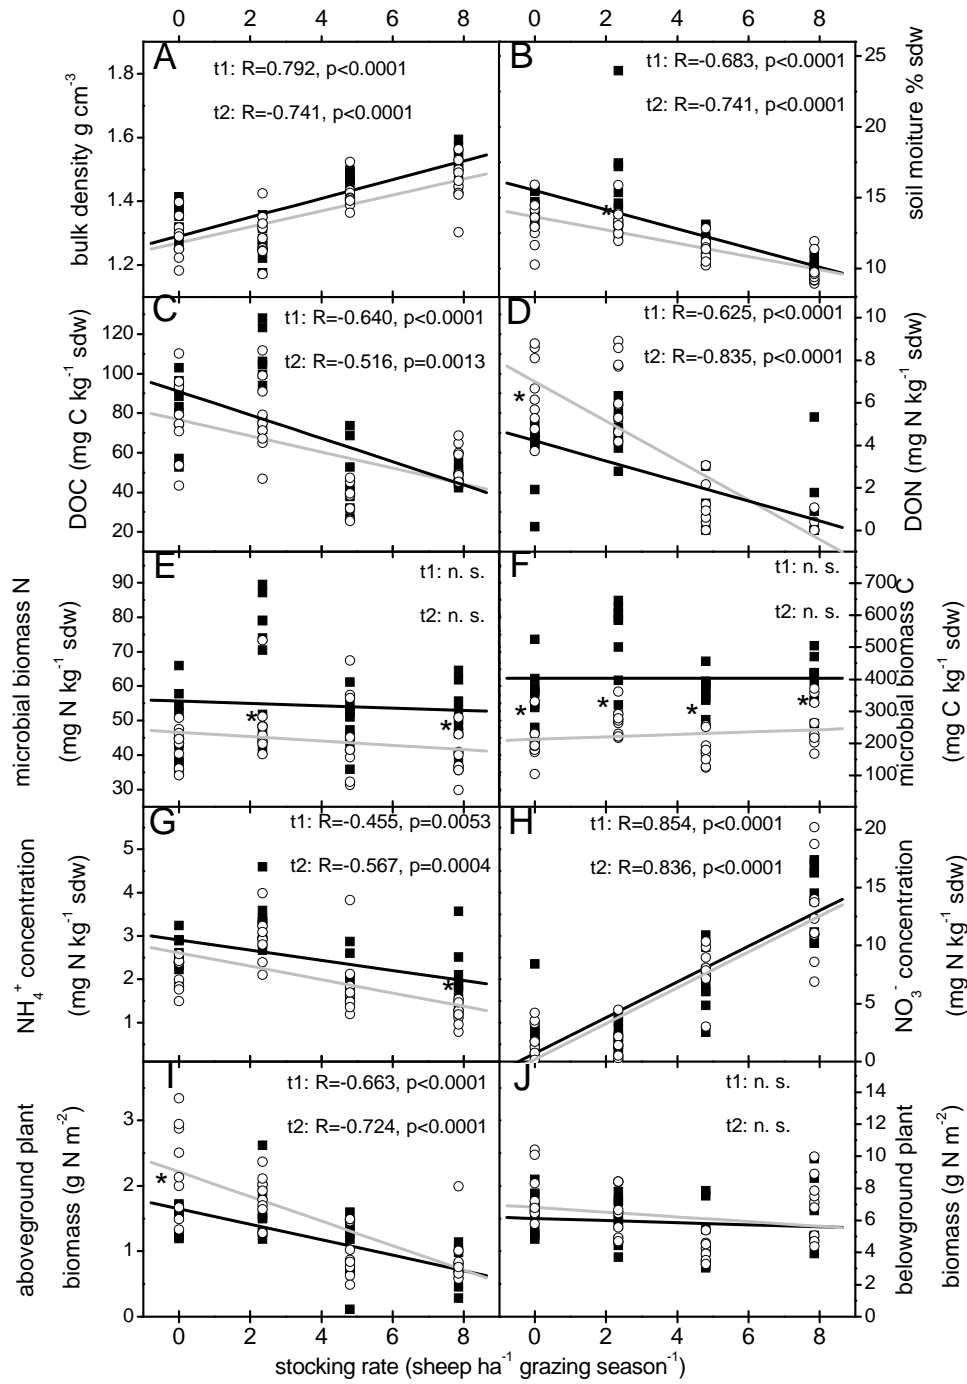 0 2 4 6 8 0 2 4 6 8
A
t1: R=0.792, p<0.0001
t2: R=-0.741, p<0.0001
1.8
1.6
1.4
1.2
bulk density g cm⁻³
B
t1: R=-0.683, p<0.0001
t2: R=-0.741, p<0.0001
*
25
20
15
10
soil moiture % sdw
C
t1: R=-0.640, p<0.0001
t2: R=-0.516, p=0.0013
120
100
80
60
40
20
DOC (mg C kg⁻¹ sdw)
D
t1: R=-0.625, p<0.0001
t2: R=-0.835, p<0.0001
*
10
8
6
4
2
0
DON (mg N kg⁻¹ sdw)
E
t1: n. s.
t2: n. s.
* *
90
80
70
60
50
40
30
microbial biomass N
(mg N kg⁻¹ sdw)
F
t1: n. s.
t2: n. s.
* * * *
700
600
500
400
300
200
100
microbial biomass C
(mg C kg⁻¹ sdw)
G
t1: R=-0.455, p=0.0053
t2: R=-0.567, p=0.0004
*
5
4
3
2
1
NH₄⁺ concentration
(mg N kg⁻¹ sdw)
H
t1: R=0.854, p<0.0001
t2: R=0.836, p<0.0001
20
15
10
5
0
NO₃⁻ concentration
(mg N kg⁻¹ sdw)
I
t1: R=-0.663, p<0.0001
t2: R=-0.724, p<0.0001
*
3
2
1
0
aboveground plant
biomass (g N m⁻²)
J
t1: n. s.
t2: n. s.
14
12
10
8
6
4
2
0
belowground plant
biomass (g N m⁻²)
0 2 4 6 8 0 2 4 6 8
stocking rate (sheep ha⁻¹ grazing season⁻¹)